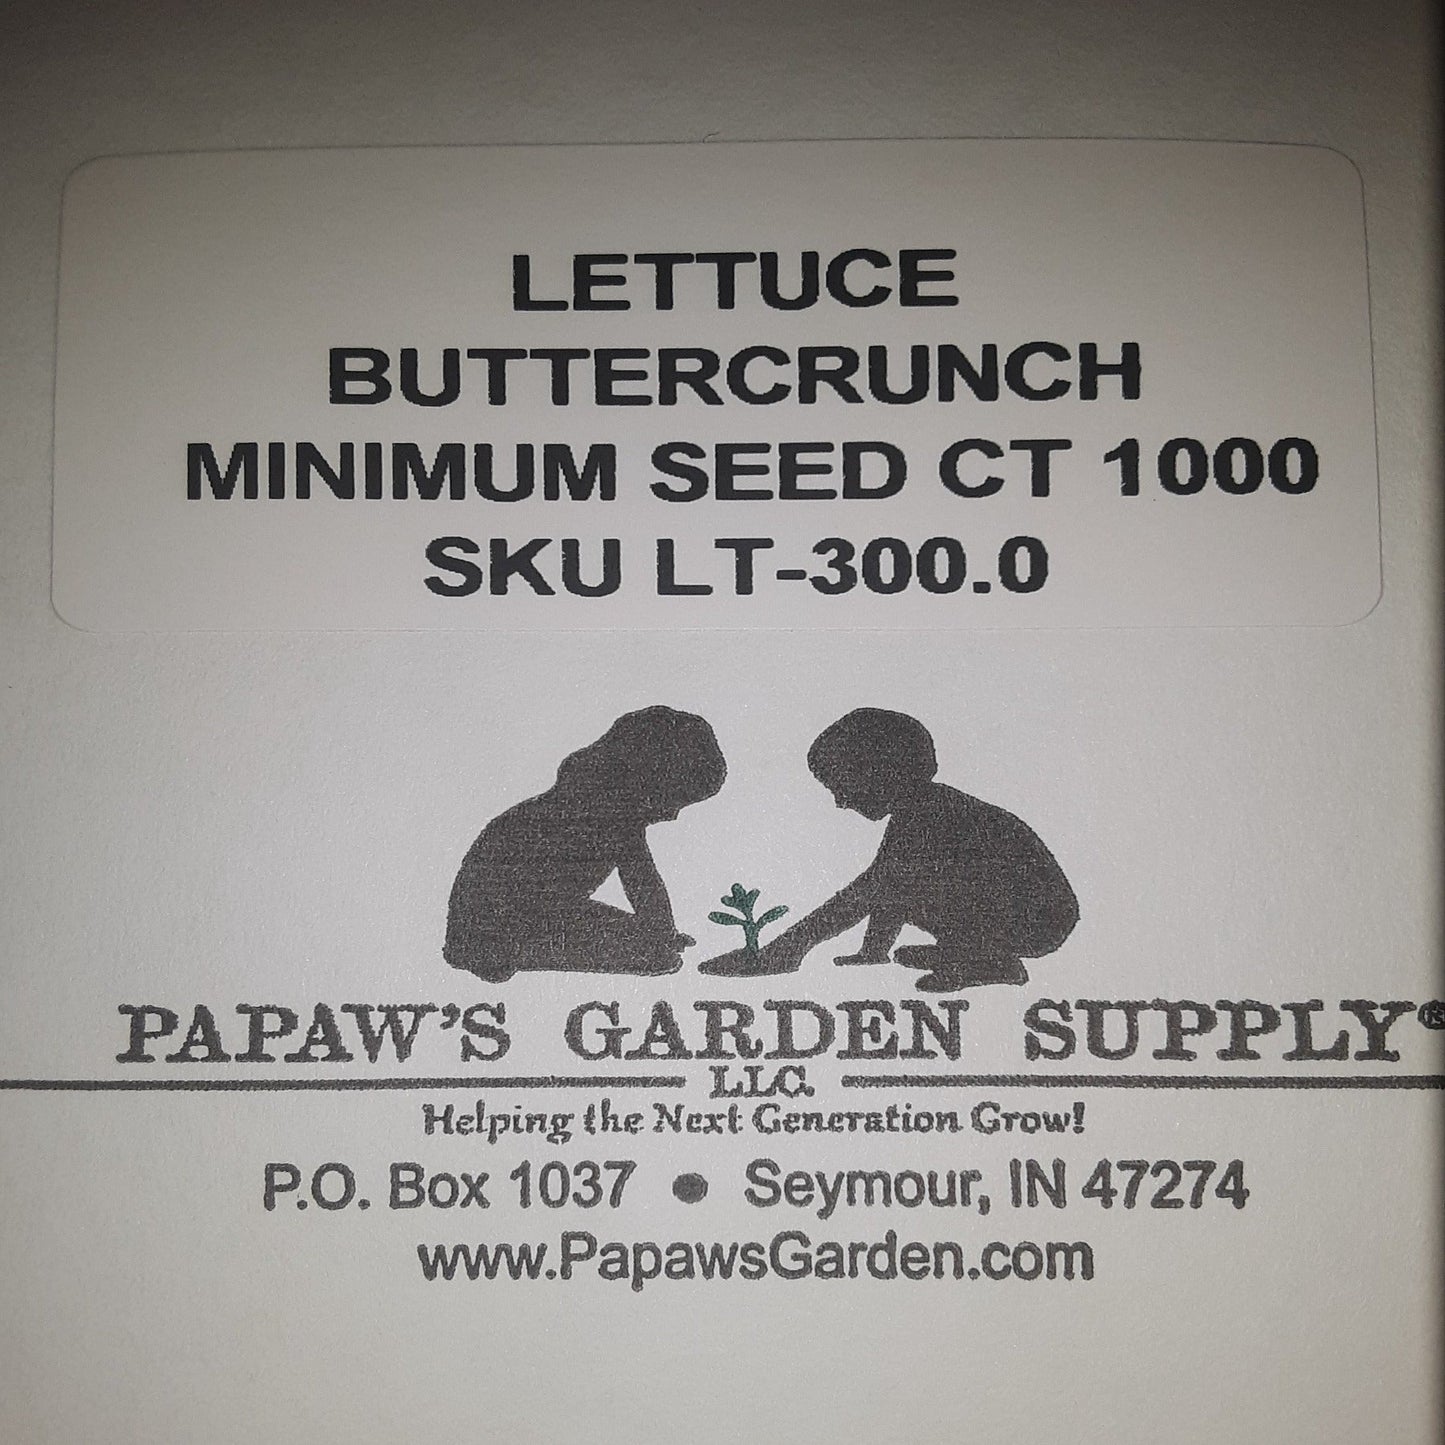 LETTUCE
BUTTERCRUNCH
MINIMUM SEED CT 1000
SKU LT-300.0
PAPAW'S GARDEN SUPPLY®
LLC.
Helping the Next Generation Grow!
P.O. Box 1037 • Seymour, IN 47274
www.PapawsGarden.com